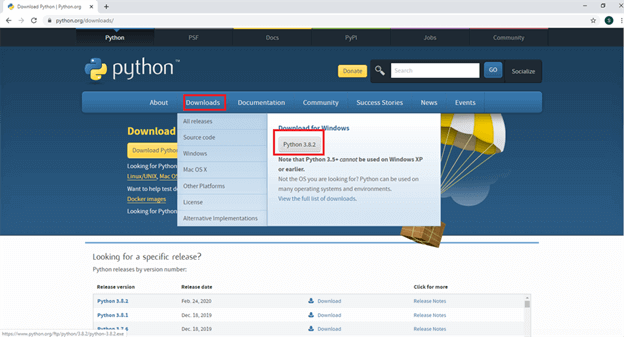 Download Python | Python.org
python.org/downloads/
S
Python PSF Docs PyPI Jobs Community
python™
Donate Search GO Socialize
About Downloads Documentation Community Success Stories News Events
All releases
Source code
Windows
Mac OS X
Other Platforms
License
Alternative Implementations
Download for Windows
Python 3.8.2
Note that Python 3.5+ cannot be used on Windows XP
or earlier.
Not the OS you are looking for? Python can be used on
many operating systems and environments.
View the full list of downloads.
Download
Download Python
Looking for Python
Linux/UNIX, Mac OS
Want to help test d
Docker images
Looking for Python
Looking for a specific release?
Python releases by version number:
Release version Release date Click for more
Python 3.8.2 Feb. 24, 2020 Download Release Notes
Python 3.8.1 Dec. 18, 2019 Download Release Notes
Python 3.7.6 Dec. 18, 2019 Download Release Notes
https://www.python.org/ftp/python/3.8.2/python-3.8.2.exe